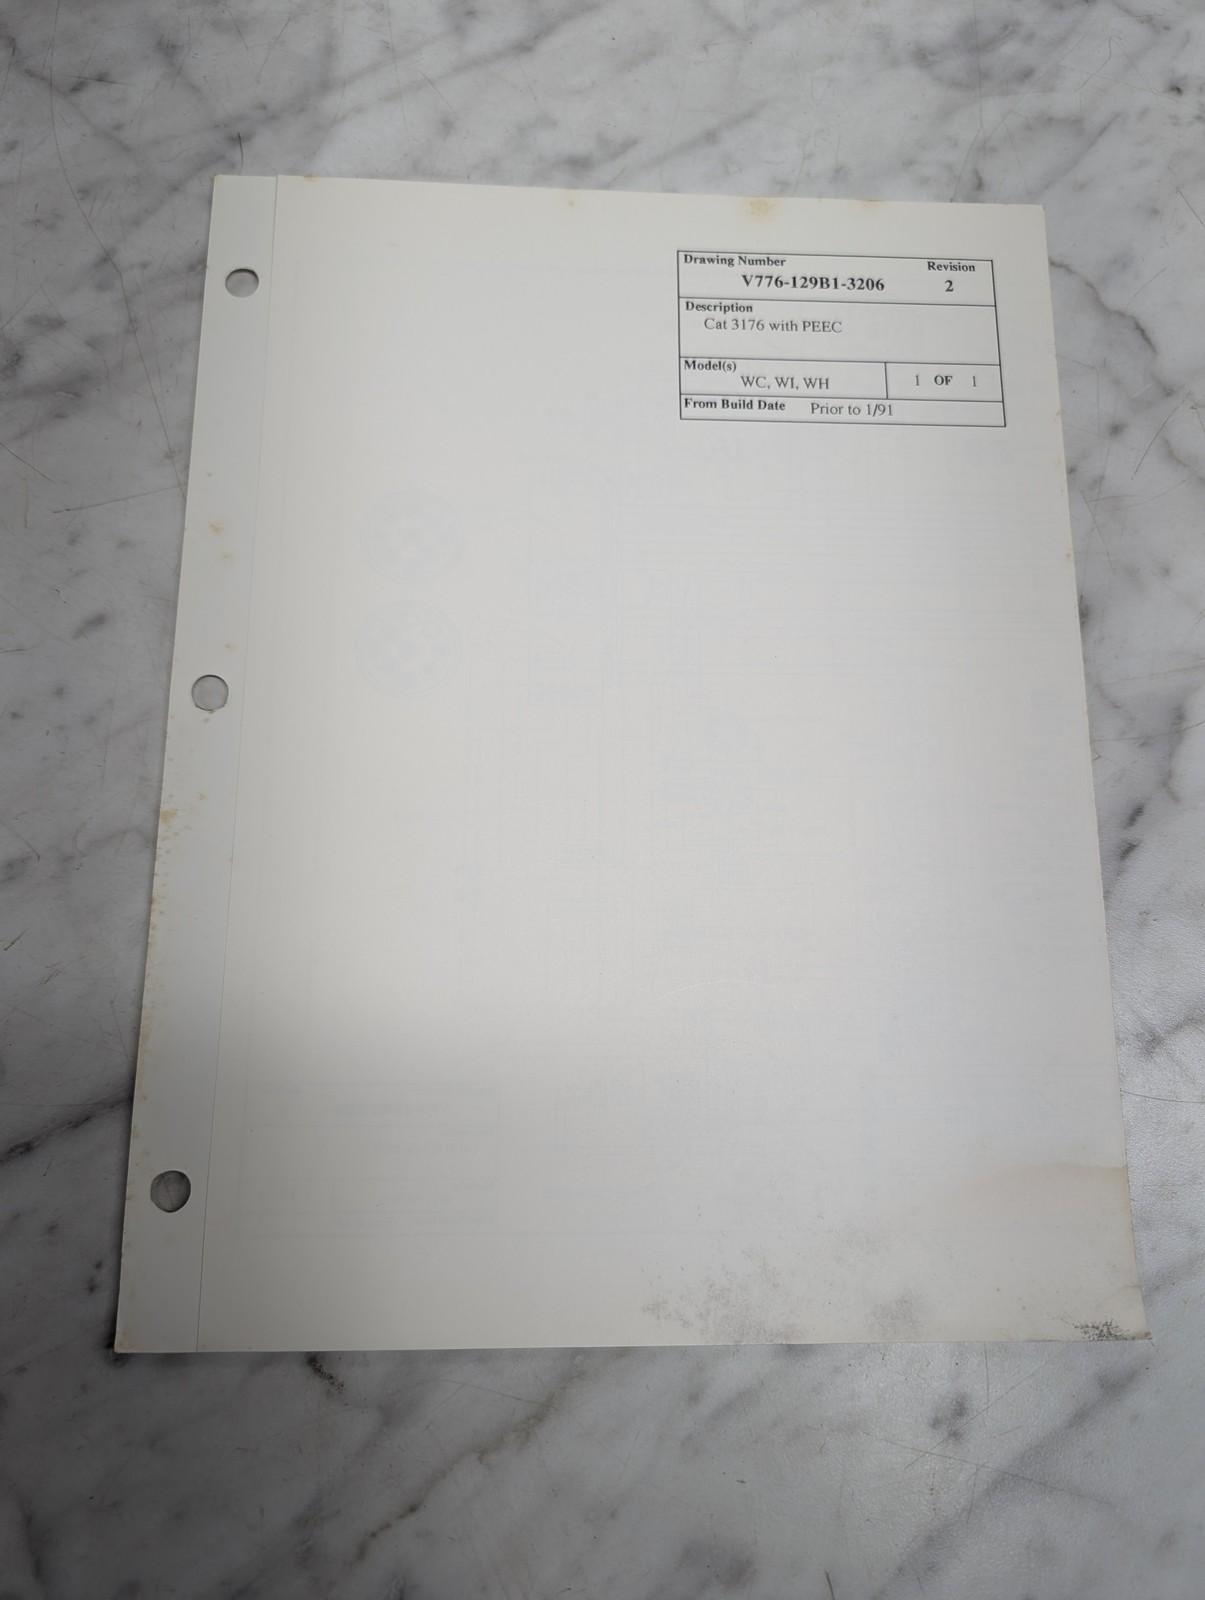 Drawing Number Revision
V776-129B1-3206 2
Description
Cat 3176 with PEEC
Model(s)
WC, WI, WH 1 OF 1
From Build Date Prior to 1/91